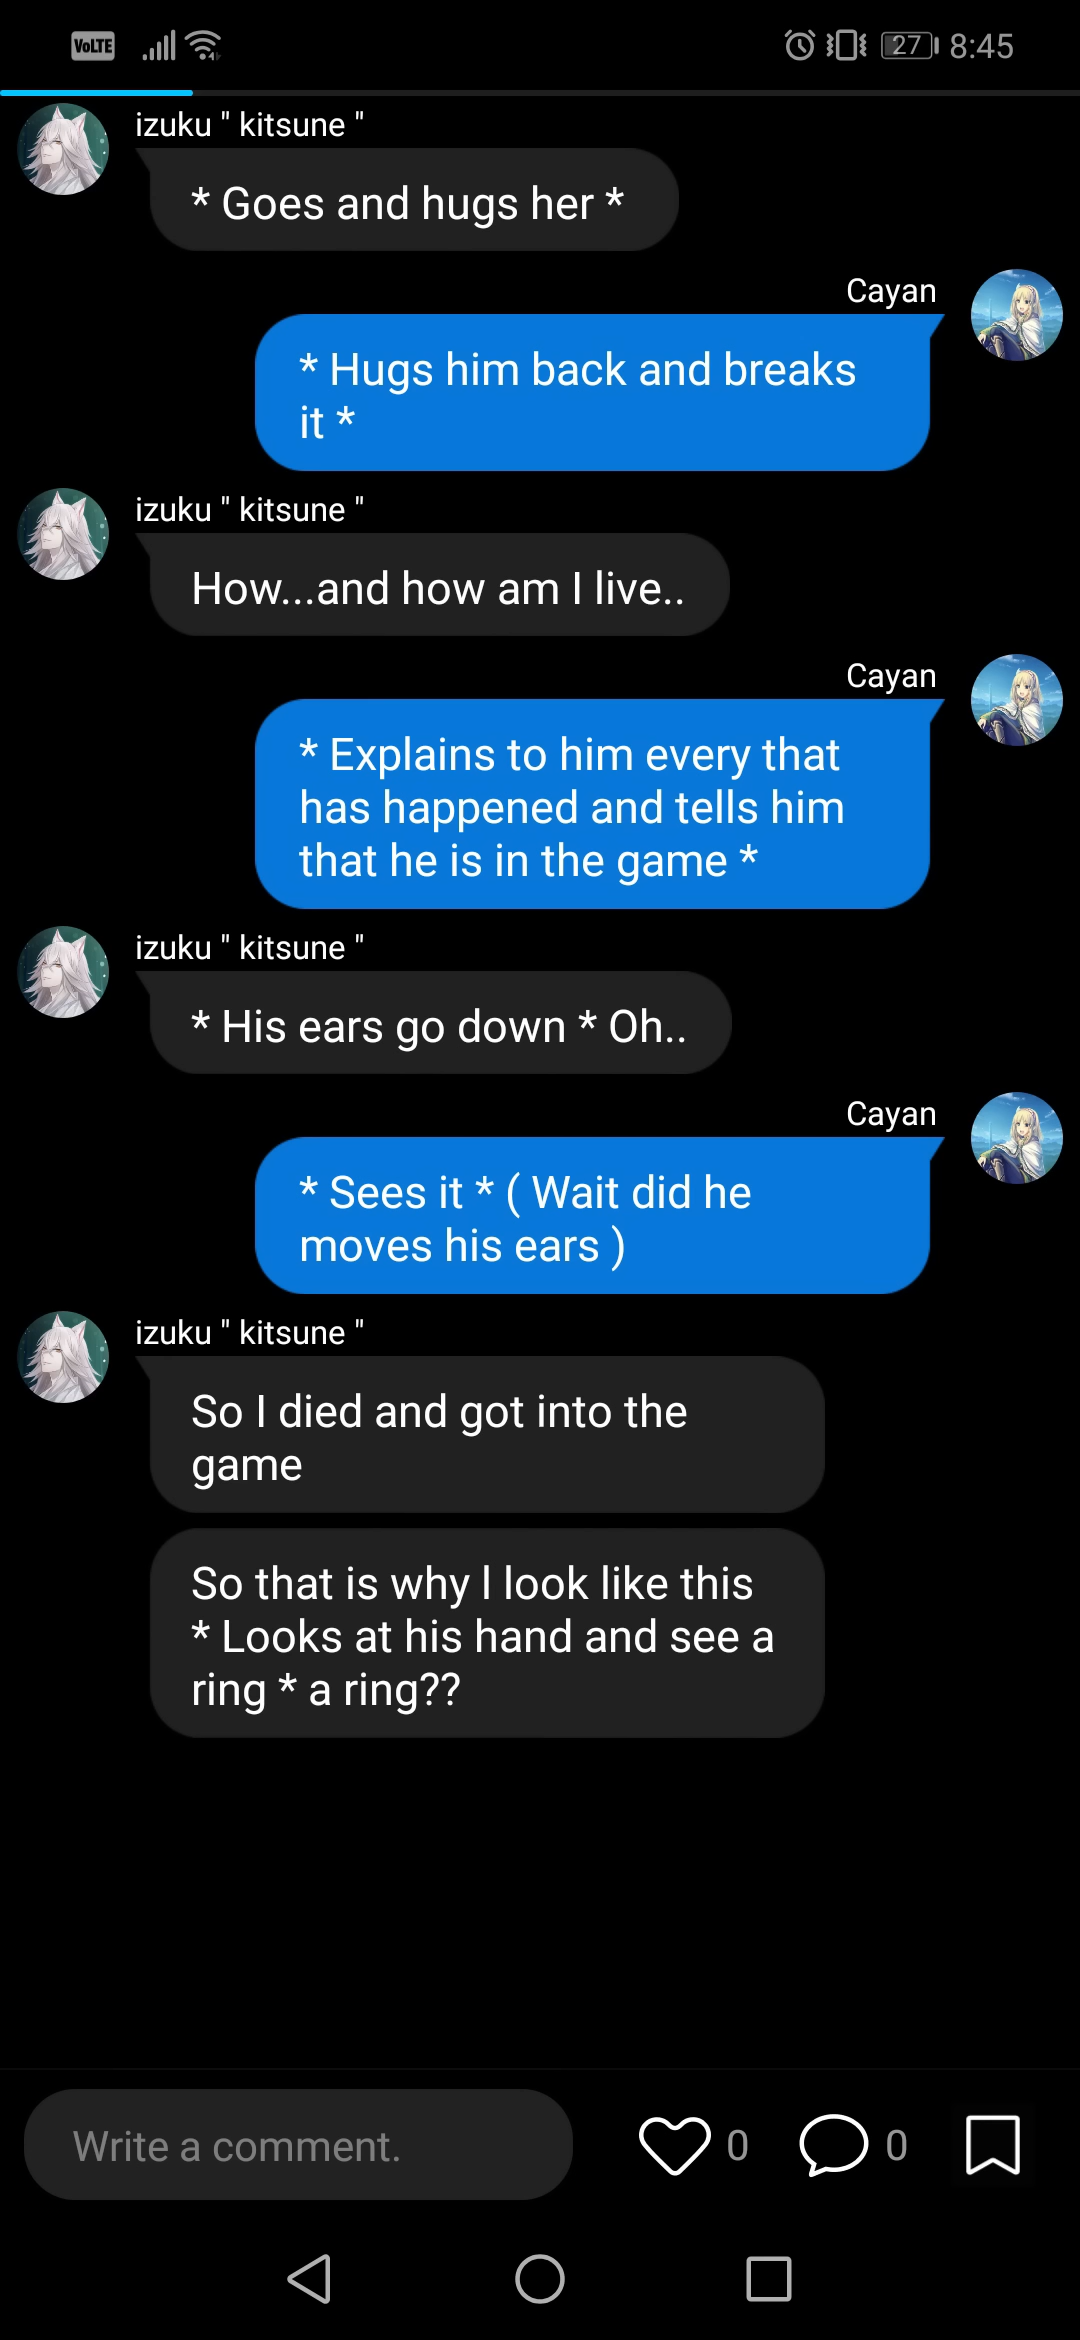 VoLTE
27 8:45
izuku " kitsune "
* Goes and hugs her *
Cayan
* Hugs him back and breaks
it *
izuku " kitsune "
How...and how am I live..
Cayan
* Explains to him every that
has happened and tells him
that he is in the game *
izuku " kitsune "
* His ears go down * Oh..
Cayan
* Sees it * ( Wait did he
moves his ears )
izuku " kitsune "
So I died and got into the
game
So that is why I look like this
* Looks at his hand and see a
ring * a ring??
Write a comment.
0
0